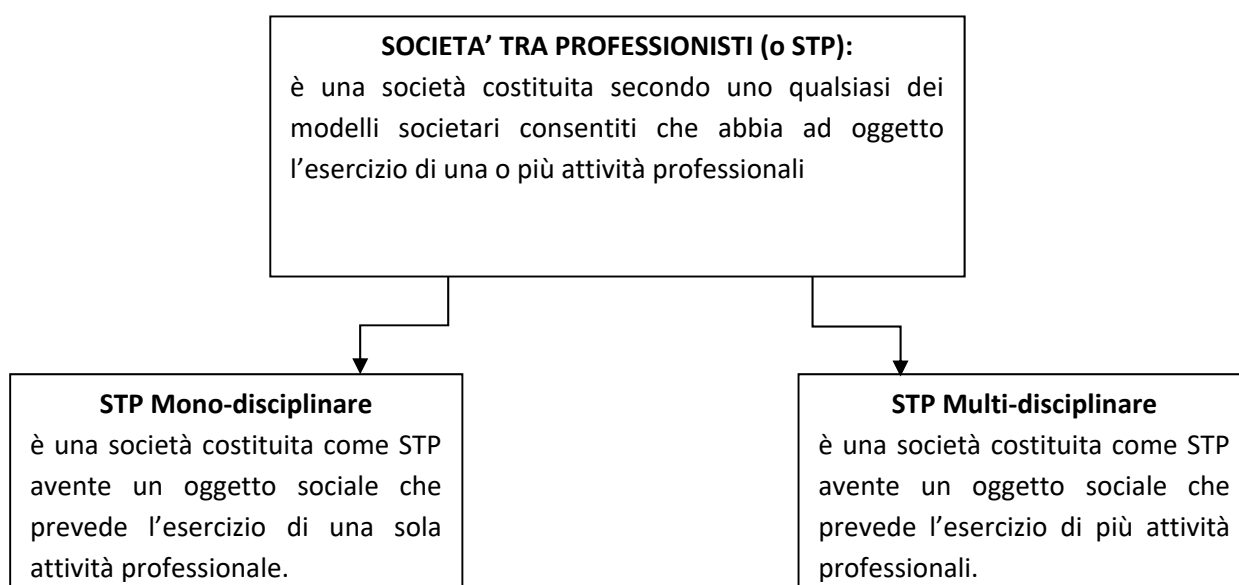 SOCIETA’ TRA PROFESSIONISTI (o STP):
è una società costituita secondo uno qualsiasi dei
modelli societari consentiti che abbia ad oggetto
l’esercizio di una o più attività professionali
STP Mono-disciplinare
è una società costituita come STP
avente un oggetto sociale che
prevede l’esercizio di una sola
attività professionale.
STP Multi-disciplinare
è una società costituita come STP
avente un oggetto sociale che
prevede l’esercizio di più attività
professionali.